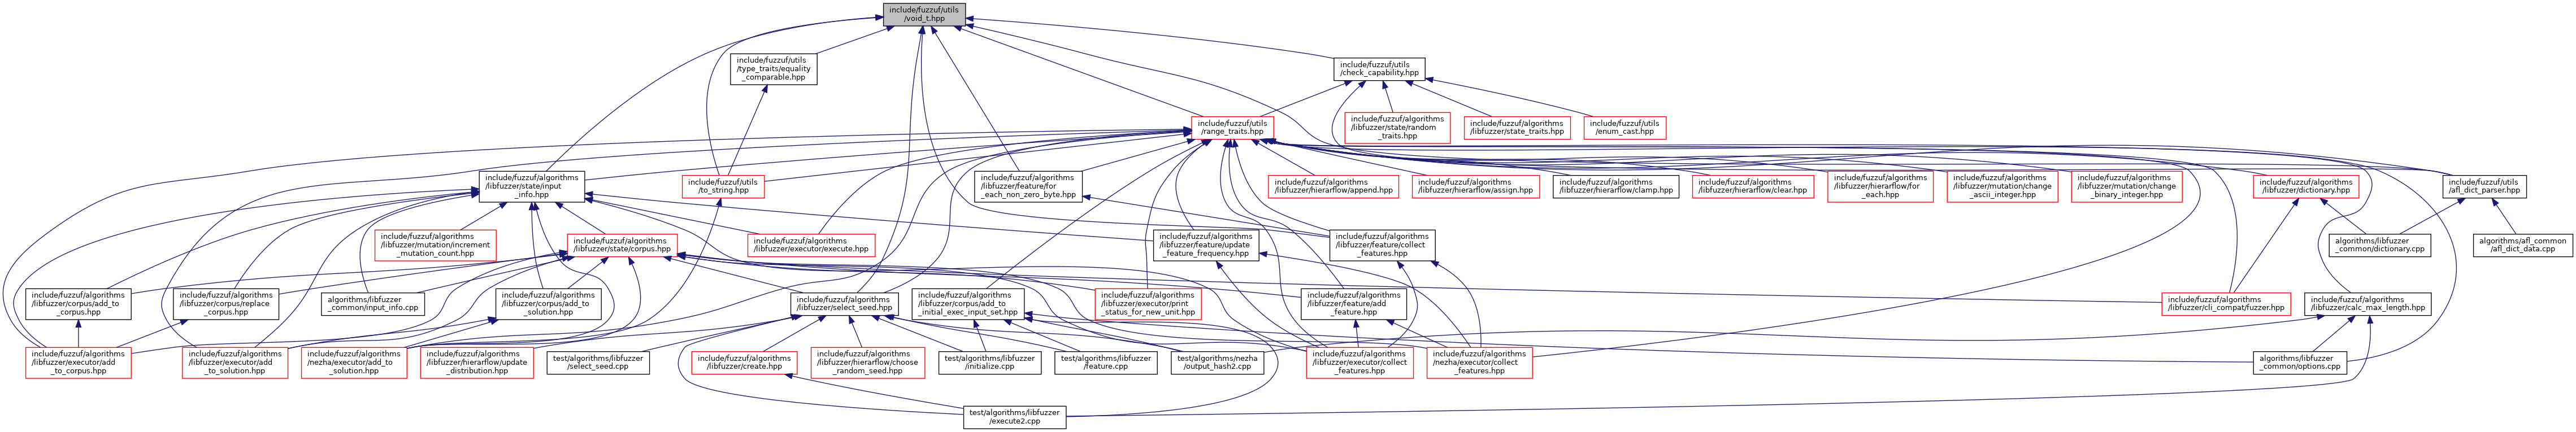 include/fuzzuf/utils
/void_t.hpp
include/fuzzuf/utils
/type_traits/equality
_comparable.hpp
include/fuzzuf/utils
/check_capability.hpp
include/fuzzuf/utils
/range_traits.hpp
include/fuzzuf/algorithms
/libfuzzer/state/random
_traits.hpp
include/fuzzuf/algorithms
/libfuzzer/state_traits.hpp
include/fuzzuf/utils
/enum_cast.hpp
include/fuzzuf/algorithms
/libfuzzer/state/input
_info.hpp
include/fuzzuf/utils
/to_string.hpp
include/fuzzuf/algorithms
/libfuzzer/feature/for
_each_non_zero_byte.hpp
include/fuzzuf/algorithms
/libfuzzer/hierarflow/append.hpp
include/fuzzuf/algorithms
/libfuzzer/hierarflow/assign.hpp
include/fuzzuf/algorithms
/libfuzzer/hierarflow/clamp.hpp
include/fuzzuf/algorithms
/libfuzzer/hierarflow/clear.hpp
include/fuzzuf/algorithms
/libfuzzer/hierarflow/for
_each.hpp
include/fuzzuf/algorithms
/libfuzzer/mutation/change
_ascii_integer.hpp
include/fuzzuf/algorithms
/libfuzzer/mutation/change
_binary_integer.hpp
include/fuzzuf/algorithms
/libfuzzer/dictionary.hpp
include/fuzzuf/utils
/afl_dict_parser.hpp
include/fuzzuf/algorithms
/libfuzzer/mutation/increment
_mutation_count.hpp
include/fuzzuf/algorithms
/libfuzzer/state/corpus.hpp
include/fuzzuf/algorithms
/libfuzzer/executor/execute.hpp
include/fuzzuf/algorithms
/libfuzzer/feature/update
_feature_frequency.hpp
include/fuzzuf/algorithms
/libfuzzer/feature/collect
_features.hpp
algorithms/libfuzzer
_common/dictionary.cpp
algorithms/afl_common
/afl_dict_data.cpp
include/fuzzuf/algorithms
/libfuzzer/corpus/add_to
_corpus.hpp
include/fuzzuf/algorithms
/libfuzzer/corpus/replace
_corpus.hpp
algorithms/libfuzzer
_common/input_info.cpp
include/fuzzuf/algorithms
/libfuzzer/corpus/add_to
_solution.hpp
include/fuzzuf/algorithms
/libfuzzer/select_seed.hpp
include/fuzzuf/algorithms
/libfuzzer/corpus/add_to
_initial_exec_input_set.hpp
include/fuzzuf/algorithms
/libfuzzer/executor/print
_status_for_new_unit.hpp
include/fuzzuf/algorithms
/libfuzzer/feature/add
_feature.hpp
include/fuzzuf/algorithms
/libfuzzer/cli_compat/fuzzer.hpp
include/fuzzuf/algorithms
/libfuzzer/calc_max_length.hpp
include/fuzzuf/algorithms
/libfuzzer/executor/add
_to_corpus.hpp
include/fuzzuf/algorithms
/libfuzzer/executor/add
_to_solution.hpp
include/fuzzuf/algorithms
/nezha/executor/add_to
_solution.hpp
include/fuzzuf/algorithms
/libfuzzer/hierarflow/update
_distribution.hpp
test/algorithms/libfuzzer
/select_seed.cpp
include/fuzzuf/algorithms
/libfuzzer/create.hpp
include/fuzzuf/algorithms
/libfuzzer/hierarflow/choose
_random_seed.hpp
test/algorithms/libfuzzer
/initialize.cpp
test/algorithms/libfuzzer
/feature.cpp
test/algorithms/nezha
/output_hash2.cpp
include/fuzzuf/algorithms
/libfuzzer/executor/collect
_features.hpp
include/fuzzuf/algorithms
/nezha/executor/collect
_features.hpp
algorithms/libfuzzer
_common/options.cpp
test/algorithms/libfuzzer
/execute2.cpp